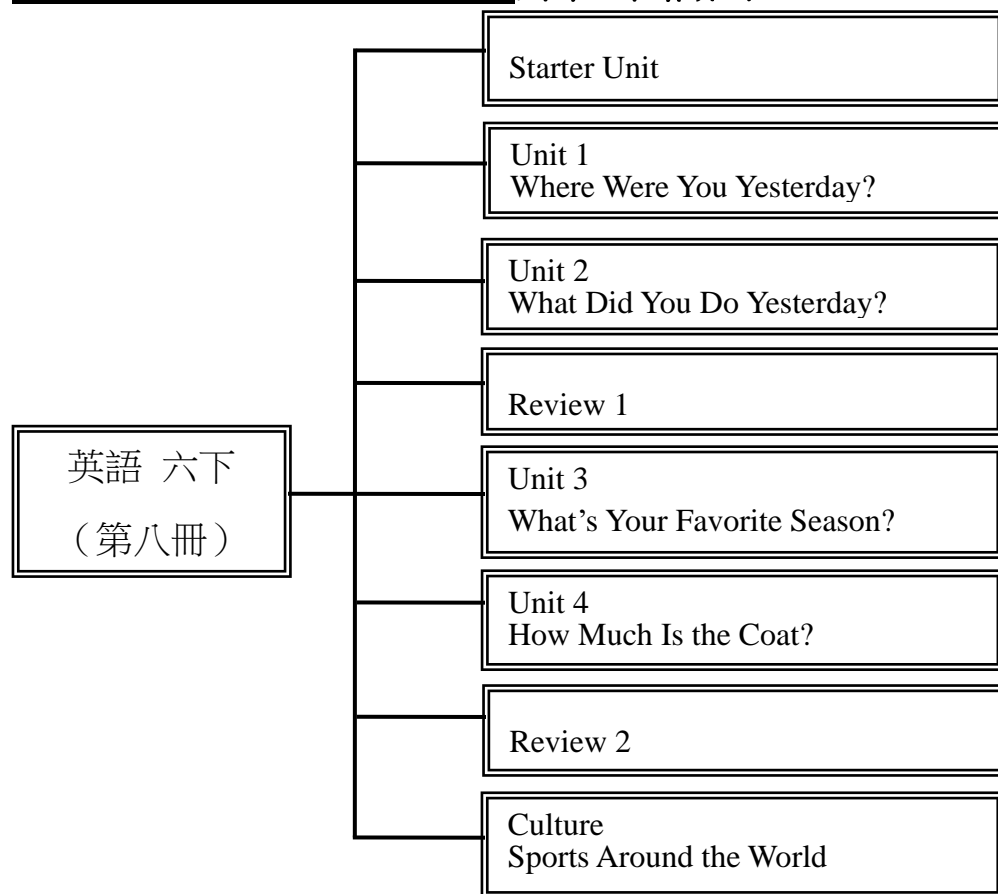 Starter Unit
Unit 1
Where Were You Yesterday?
Unit 2
What Did You Do Yesterday?
Review 1
英語 六下
（第八冊）
Unit 3
What’s Your Favorite Season?
Unit 4
How Much Is the Coat?
Review 2
Culture
Sports Around the World